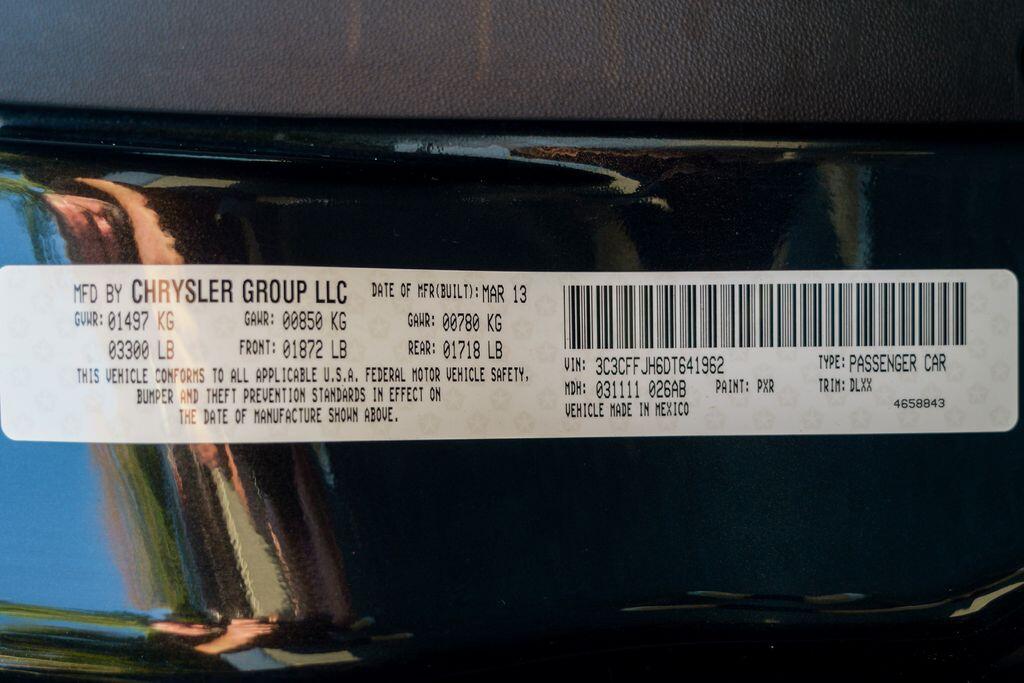 MFD BY CHRYSLER GROUP LLC DATE OF MFR(BUILT): MAR 13
GVWR: 01497 KG GAWR: 00850 KG GAWR: 00780 KG
03300 LB FRONT: 01872 LB REAR: 01718 LB
THIS VEHICLE CONFORMS TO ALL APPLICABLE U.S.A. FEDERAL MOTOR VEHICLE SAFETY,
BUMPER AND THEFT PREVENTION STANDARDS IN EFFECT ON
THE DATE OF MANUFACTURE SHOWN ABOVE.
VIN: 3C3CFFJH6DT641962 TYPE: PASSENGER CAR
MDH: 031111 026AB PAINT: PXR TRIM: DLXX
VEHICLE MADE IN MEXICO 4658843